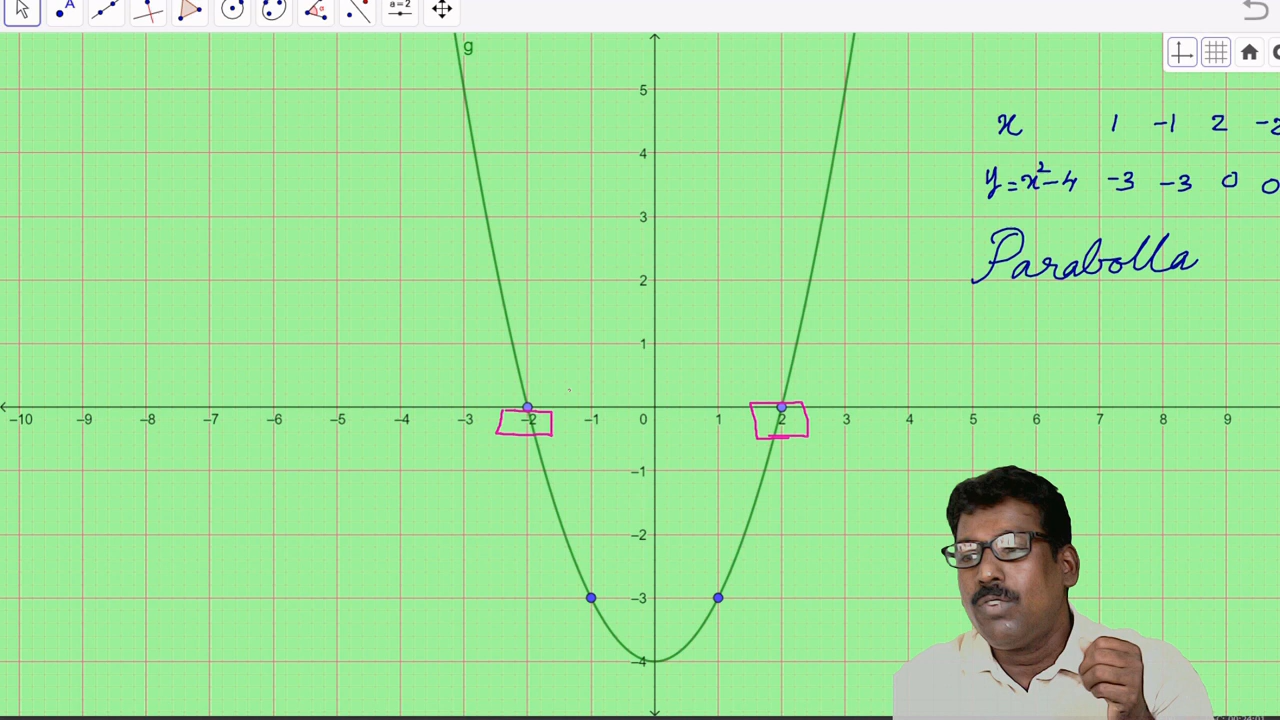 A
a=2
g
5
4
3
2
1
-10 -9 -8 -7 -6 -5 -4 -3 -2 -1 0 1 2 3 4 5 6 7 8 9
-1
-2
-3
-4
x 1 -1 2 -2
y=x²-4 -3 -3 0 0
Parabolla